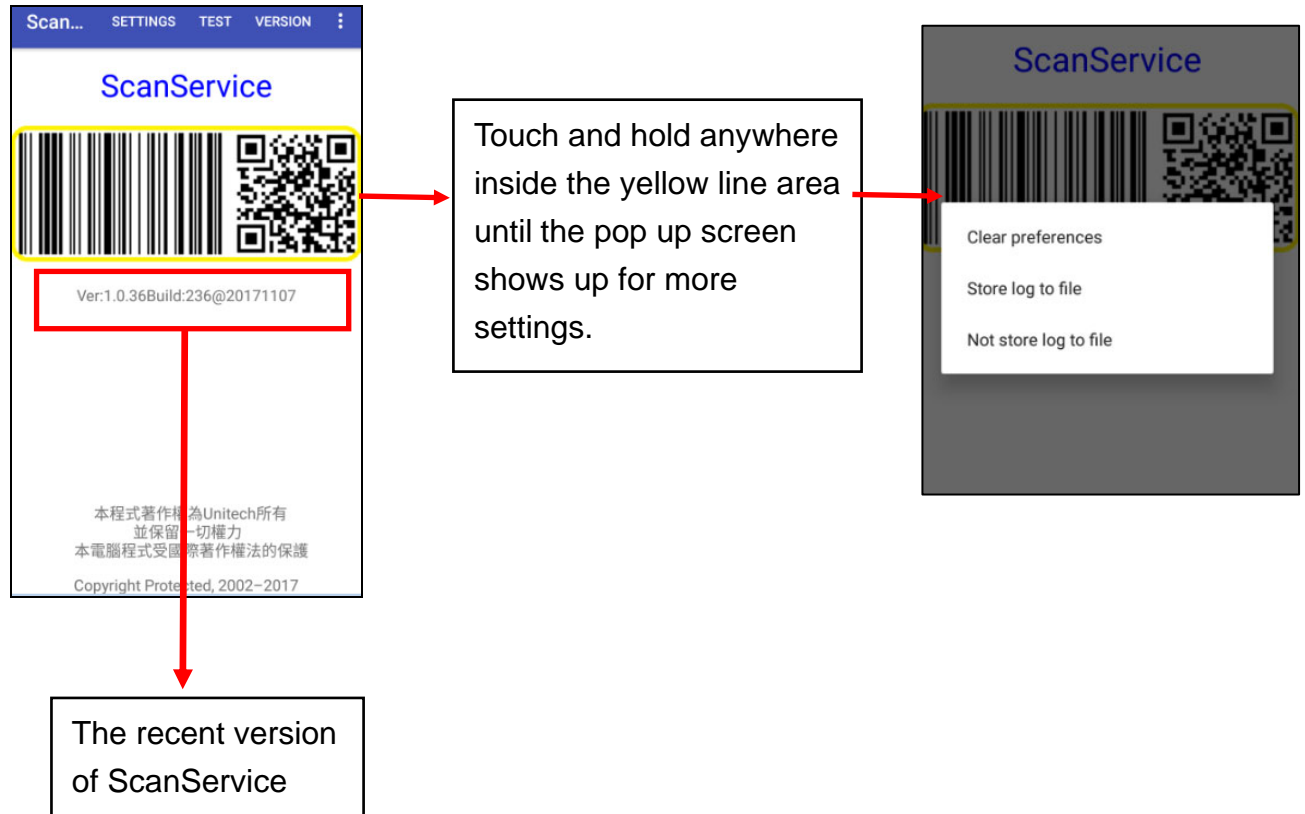 Scan... SETTINGS TEST VERSION
ScanService
Ver:1.0.36Build:236@20171107
本程式著作權為Unitech所有
並保留一切權力
本電腦程式受國際著作權法的保護
Copyright Protected, 2002–2017
The recent version
of ScanService
Touch and hold anywhere
inside the yellow line area
until the pop up screen
shows up for more
settings.
ScanService
Clear preferences
Store log to file
Not store log to file